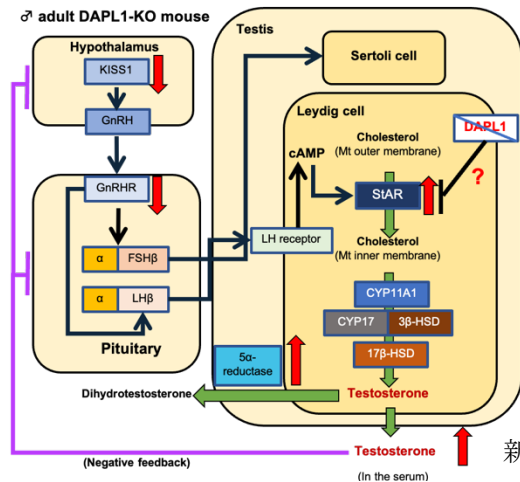 ♂ adult DAPL1-KO mouse
Hypothalamus
KISS1
GnRH
GnRHR
α FSHβ
α LHβ
Pituitary
Testis
Sertoli cell
Leydig cell
DAPL1
?
cAMP
Cholesterol
(Mt outer membrane)
StAR
LH receptor
Cholesterol
(Mt inner membrane)
CYP11A1
CYP17 3β-HSD
17β-HSD
5α-
reductase
Testosterone
Dihydrotestosterone
Testosterone
(In the serum)
(Negative feedback)
新